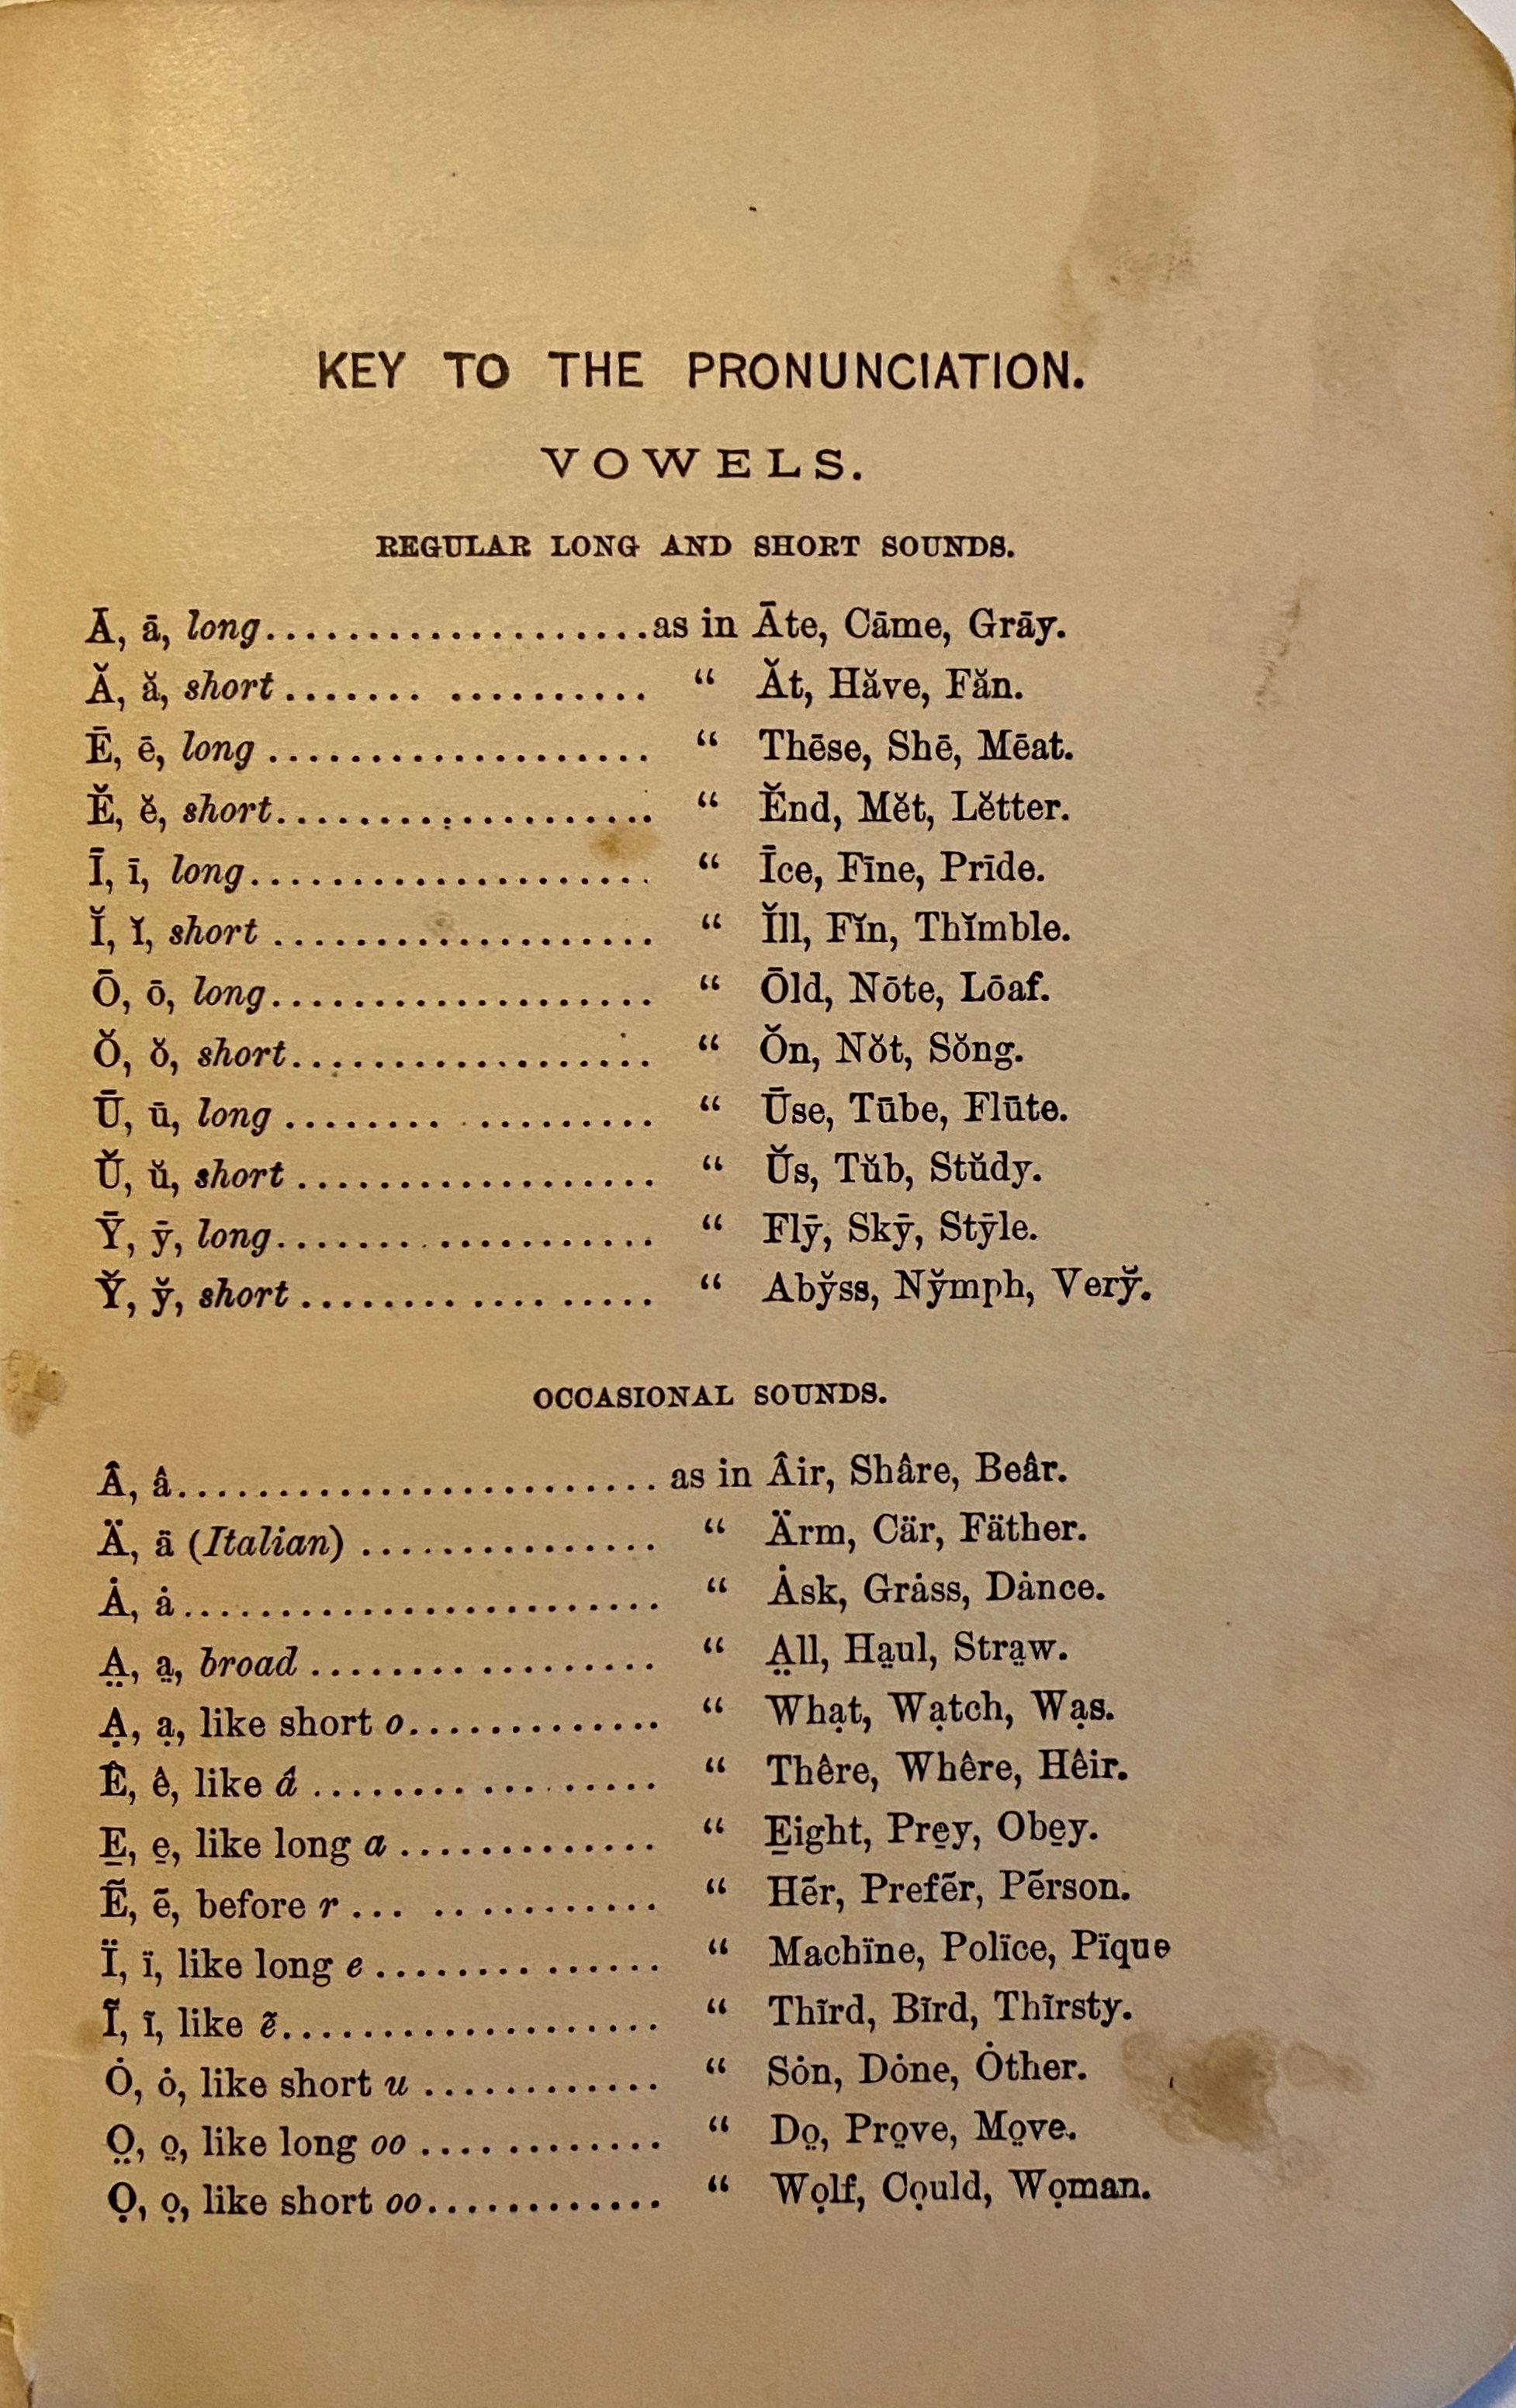 KEY TO THE PRONUNCIATION.
VOWELS.
REGULAR LONG AND SHORT SOUNDS.
Ā, ā, long....................as in Āte, Cāme, Grāy.
Ă, ă, short ....... .......... “ Ăt, Hăve, Făn.
Ē, ē, long ................... “ Thēse, Shē, Mēat.
Ĕ, ĕ, short................... “ Ĕnd, Mĕt, Lĕtter.
Ī, ī, long.................... “ Īce, Fīne, Prīde.
Ĭ, ĭ, short ................... “ Ĭll, Fĭn, Thĭmble.
Ō, ō, long................... “ Ōld, Nōte, Lōaf.
Ŏ, ŏ, short.................. “ Ŏn, Nŏt, Sŏng.
Ū, ū, long ........ ......... “ Ūse, Tūbe, Flūte.
Ŭ, ŭ, short .................. “ Ŭs, Tŭb, Stŭdy.
Ȳ, ȳ, long....... ........... “ Flȳ, Skȳ, Stȳle.
Y̆, y̆, short ........ .... ..... “ Aby̆ss, Ny̆mph, Very̆.
OCCASIONAL SOUNDS.
Â, â........................ as in Âir, Shâre, Beâr.
Ä, ä (Italian) ............... “ Ärm, Cär, Fäther.
Ȧ, ȧ........................ “ Ȧsk, Grȧss, Dȧnce.
A̤, a̤, broad ........ ......... “ A̤ll, Ha̤ul, Stra̤w.
Ạ, ạ, like short o............. “ Whạt, Wạtch, Wạs.
Ê, ê, like â ........ ... ..... “ Thêre, Whêre, Hêir.
E̱, e̱, like long a ............. “ E̱ight, Pre̱y, Obe̱y.
Ẽ, ẽ, before r ... .. ......... “ Hẽr, Prefẽr, Pẽrson.
Ï, ï, like long e ........ ...... “ Machïne, Polïce, Pïque
Ĩ, ĩ, like ẽ................... “ Thĩrd, Bĩrd, Thĩrsty.
Ȯ, ȯ, like short u ............ “ Sȯn, Dȯne, Ȯther.
O̤, o̤, like long oo ............ “ Do̤, Pro̤ve, Mo̤ve.
Ọ, ọ, like short oo............ “ Wọlf, Cọuld, Wọman.